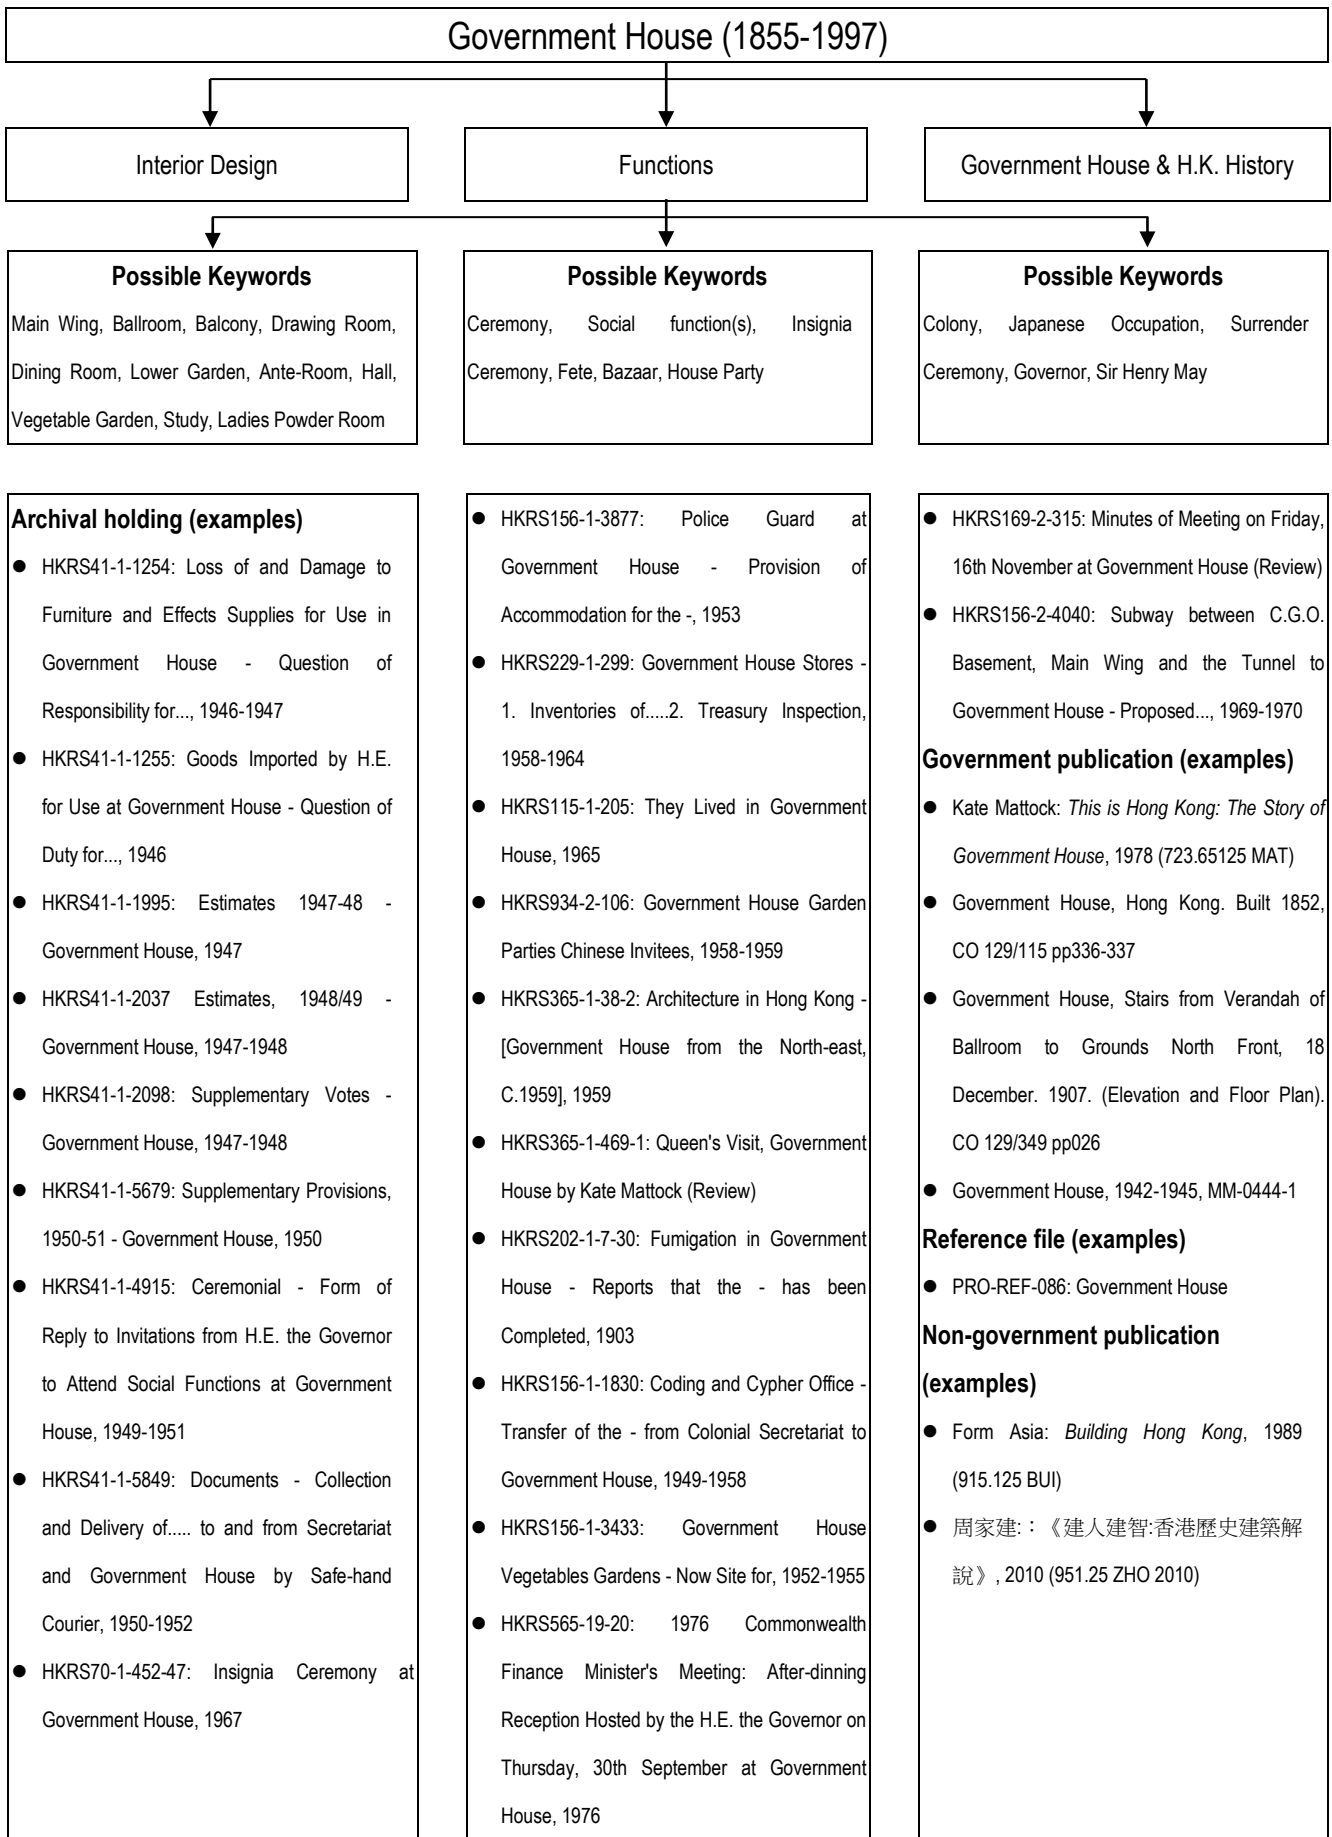 Government House (1855-1997)
Interior Design
Functions
Government House & H.K. History
Possible Keywords
Main Wing, Ballroom, Balcony, Drawing Room,
Dining Room, Lower Garden, Ante-Room, Hall,
Vegetable Garden, Study, Ladies Powder Room
Possible Keywords
Ceremony, Social function(s), Insignia
Ceremony, Fete, Bazaar, House Party
Possible Keywords
Colony, Japanese Occupation, Surrender
Ceremony, Governor, Sir Henry May
Archival holding (examples)
● HKRS41-1-1254: Loss of and Damage to
Furniture and Effects Supplies for Use in
Government House - Question of
Responsibility for..., 1946-1947
● HKRS41-1-1255: Goods Imported by H.E.
for Use at Government House - Question of
Duty for..., 1946
● HKRS41-1-1995: Estimates 1947-48 -
Government House, 1947
● HKRS41-1-2037 Estimates, 1948/49 -
Government House, 1947-1948
● HKRS41-1-2098: Supplementary Votes -
Government House, 1947-1948
● HKRS41-1-5679: Supplementary Provisions,
1950-51 - Government House, 1950
● HKRS41-1-4915: Ceremonial - Form of
Reply to Invitations from H.E. the Governor
to Attend Social Functions at Government
House, 1949-1951
● HKRS41-1-5849: Documents - Collection
and Delivery of..... to and from Secretariat
and Government House by Safe-hand
Courier, 1950-1952
● HKRS70-1-452-47: Insignia Ceremony at
Government House, 1967
● HKRS156-1-3877: Police Guard at
Government House - Provision of
Accommodation for the -, 1953
● HKRS229-1-299: Government House Stores -
1. Inventories of.....2. Treasury Inspection,
1958-1964
● HKRS115-1-205: They Lived in Government
House, 1965
● HKRS934-2-106: Government House Garden
Parties Chinese Invitees, 1958-1959
● HKRS365-1-38-2: Architecture in Hong Kong -
[Government House from the North-east,
C.1959], 1959
● HKRS365-1-469-1: Queen's Visit, Government
House by Kate Mattock (Review)
● HKRS202-1-7-30: Fumigation in Government
House - Reports that the - has been
Completed, 1903
● HKRS156-1-1830: Coding and Cypher Office -
Transfer of the - from Colonial Secretariat to
Government House, 1949-1958
● HKRS156-1-3433: Government House
Vegetables Gardens - Now Site for, 1952-1955
● HKRS565-19-20: 1976 Commonwealth
Finance Minister's Meeting: After-dinning
Reception Hosted by the H.E. the Governor on
Thursday, 30th September at Government
House, 1976
● HKRS169-2-315: Minutes of Meeting on Friday,
16th November at Government House (Review)
● HKRS156-2-4040: Subway between C.G.O.
Basement, Main Wing and the Tunnel to
Government House - Proposed..., 1969-1970
Government publication (examples)
● Kate Mattock: This is Hong Kong: The Story of
Government House, 1978 (723.65125 MAT)
● Government House, Hong Kong. Built 1852,
CO 129/115 pp336-337
● Government House, Stairs from Verandah of
Ballroom to Grounds North Front, 18
December. 1907. (Elevation and Floor Plan).
CO 129/349 pp026
● Government House, 1942-1945, MM-0444-1
Reference file (examples)
● PRO-REF-086: Government House
Non-government publication
(examples)
● Form Asia: Building Hong Kong, 1989
(915.125 BUI)
● 周家建:：《建人建智:香港歷史建築解
說》, 2010 (951.25 ZHO 2010)